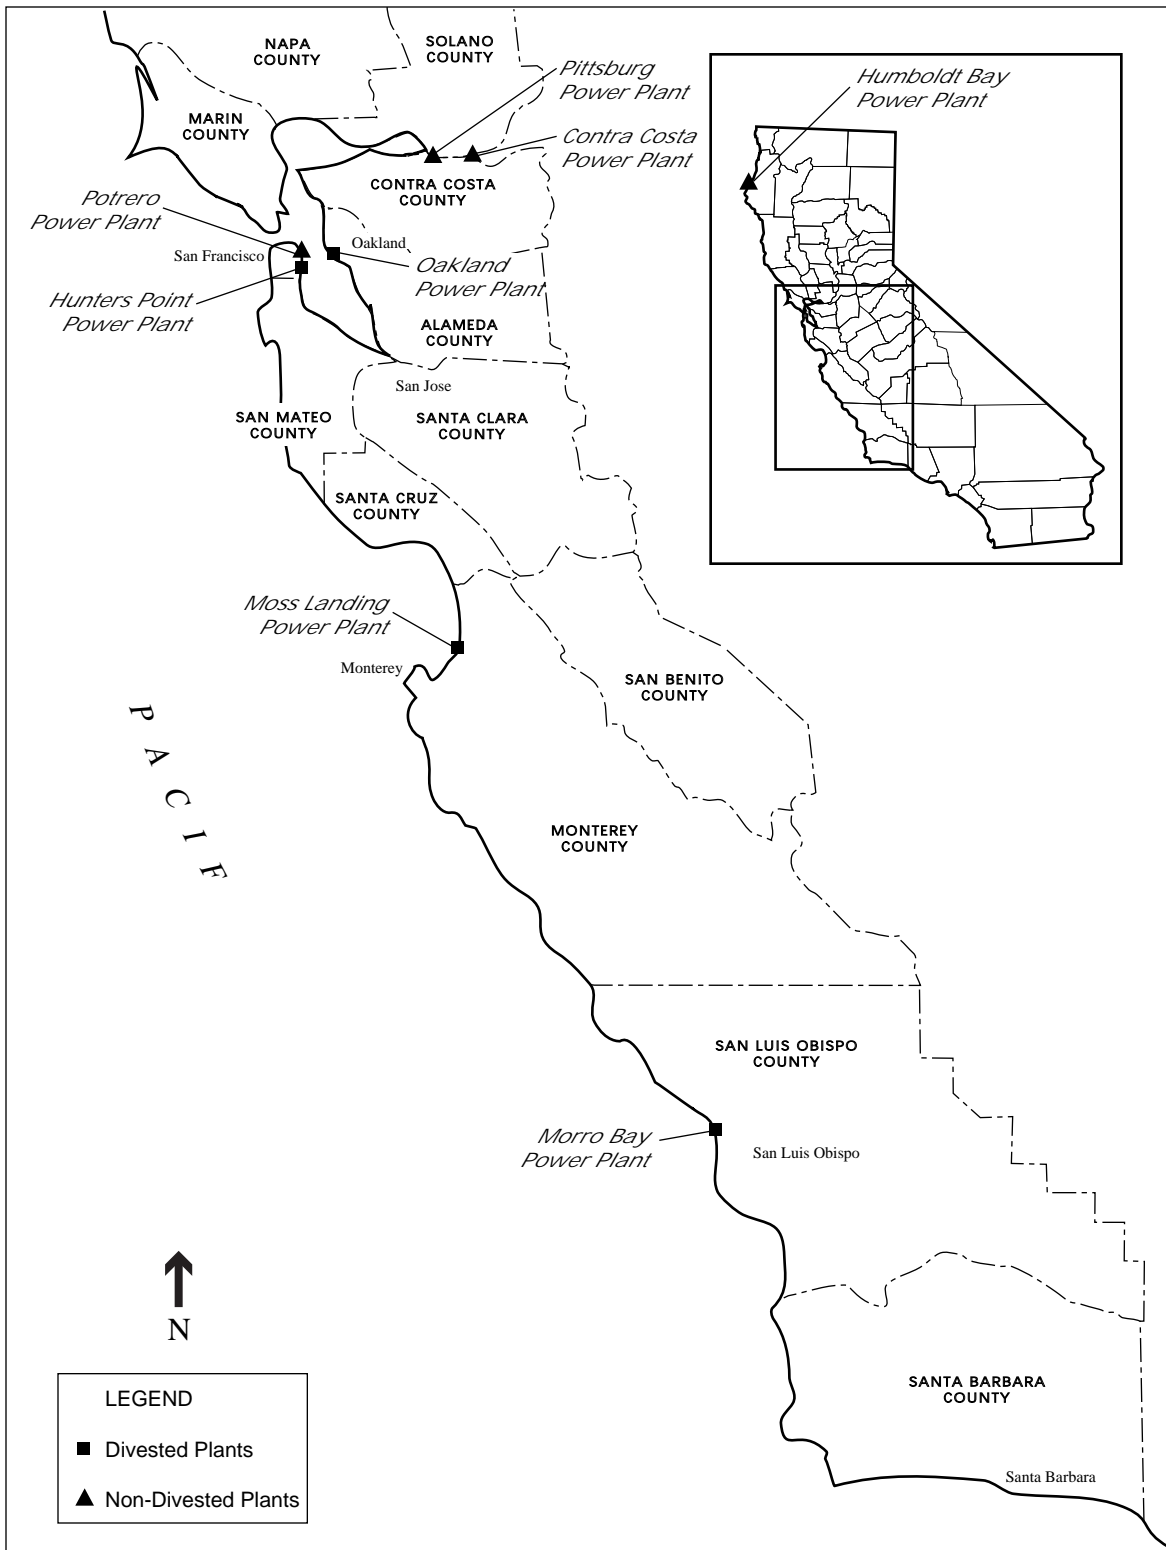 NAPA
COUNTY
SOLANO
COUNTY
Pittsburg
Power Plant
Humboldt Bay
Power Plant
MARIN
COUNTY
Contra Costa
Power Plant
CONTRA COSTA
COUNTY
Potrero
Power Plant
San Francisco
Oakland
Oakland
Power Plant
Hunters Point
Power Plant
ALAMEDA
COUNTY
San Jose
SAN MATEO
COUNTY
SANTA CLARA
COUNTY
SANTA CRUZ
COUNTY
Moss Landing
Power Plant
Monterey
SAN BENITO
COUNTY
PACIF
MONTEREY
COUNTY
SAN LUIS OBISPO
COUNTY
Morro Bay
Power Plant
San Luis Obispo
N
SANTA BARBARA
COUNTY
Santa Barbara
LEGEND
Divested Plants
Non-Divested Plants